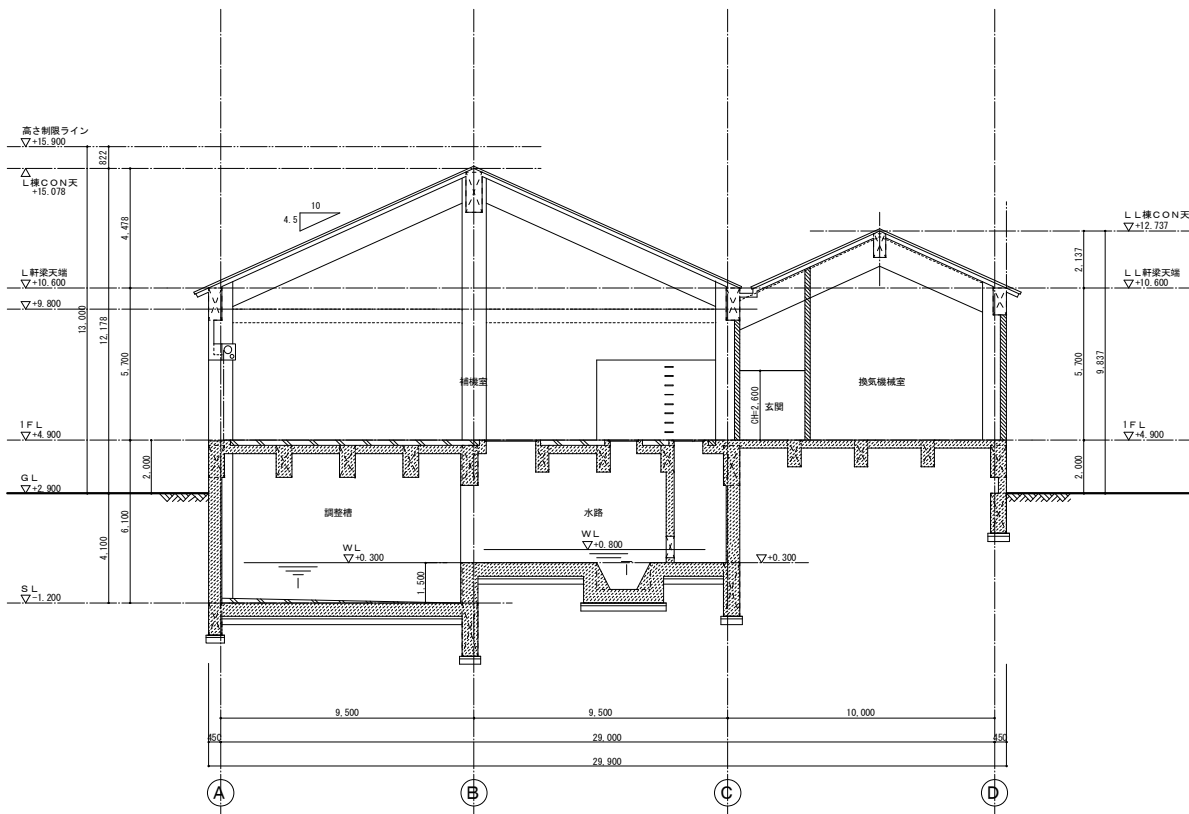 高さ制限ライン
▽+15.900
822
L棟CON天
+15.078
10
4.5
4,478
LL棟CON天
▽+12.737
2,137
L軒梁天端
▽+10.600
LL軒梁天端
▽+10.600
▽+9.800
13,000
12,178
5,700
5,700
9,837
補機室
換気機械室
玄関
CH=2,600
1FL
▽+4.900
1FL
▽+4.900
2,000
2,000
GL
▽+2.900
▽+2.900
調整槽
水路
6,100
4,100
WL
▽+0.300
WL
▽+0.800
▽+0.300
1,500
SL
▽-1.200
9,500
9,500
10,000
450
29,000
450
29,900
A
B
C
D